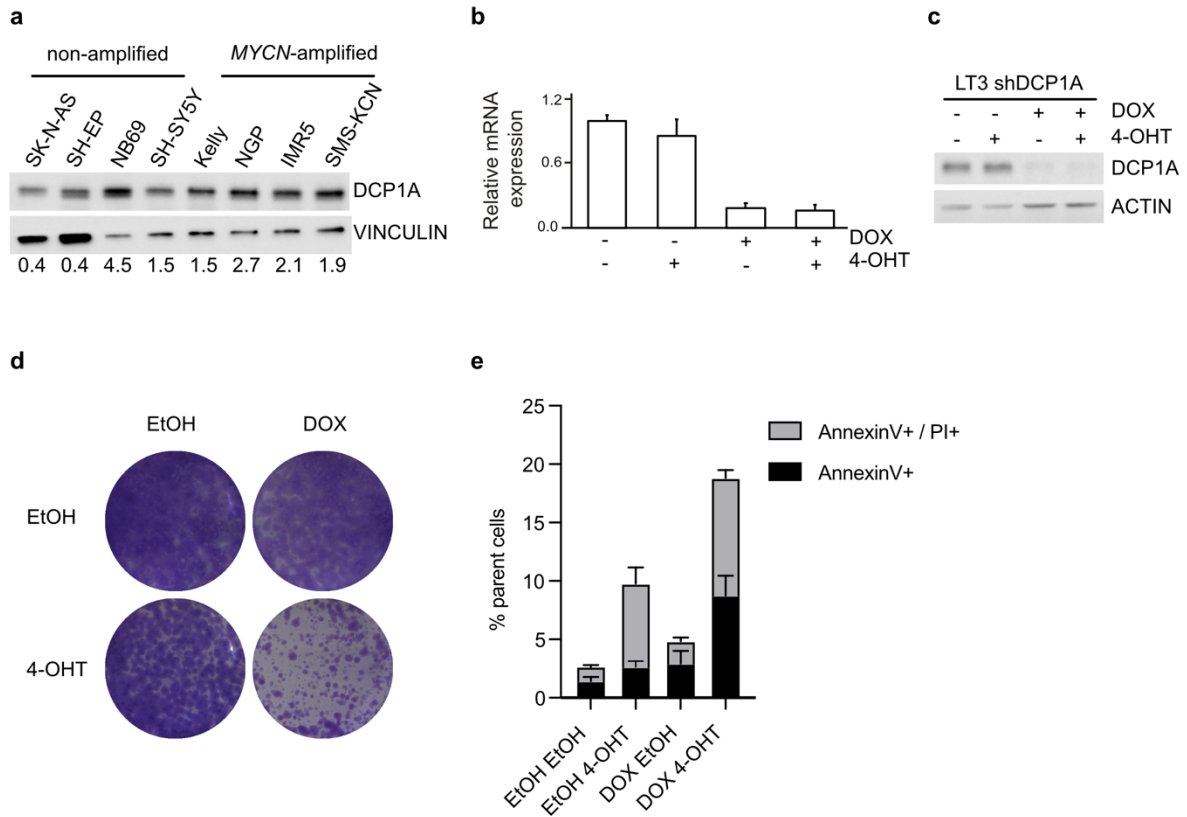 a
non-amplified MYCN-amplified
SK-N-AS SH-EP NB69 SH-SY5Y Kelly NGP IMR5 SMS-KCN
DCP1A
VINCULIN
0.4 0.4 4.5 1.5 1.5 2.7 2.1 1.9
b
Relative mRNA
expression
1.2
0.6
0.0
- - + + DOX
- + - + 4-OHT
c
LT3 shDCP1A
- - + + DOX
- + - + 4-OHT
DCP1A
ACTIN
d
EtOH DOX
EtOH
4-OHT
e
% parent cells
25
20
15
10
5
0
EtOH EtOH
EtOH 4-OHT
DOX EtOH
DOX 4-OHT
AnnexinV+ / PI+
AnnexinV+